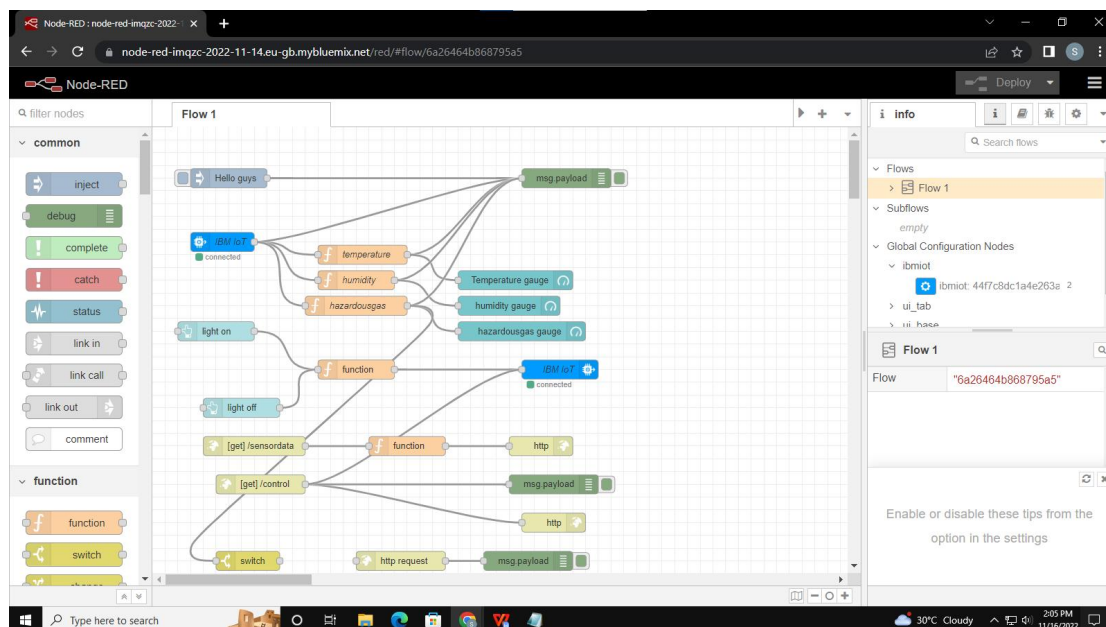 Node-RED : node-red-imqzc-2022-1
node-red-imqzc-2022-11-14.eu-gb.mybluemix.net/red/#flow/6a26464b868795a5
S
Node-RED
Deploy
filter nodes
Flow 1
i info
Search flows
common
inject
debug
complete
catch
status
link in
link call
link out
comment
function
function
switch
Hello guys
msg.payload
IBM IoT
connected
temperature
humidity
hazardousgas
Temperature gauge
humidity gauge
hazardousgas gauge
light on
function
IBM IoT
connected
light off
[get] /sensordata
function
http
[get] /control
msg.payload
http
switch
http request
msg.payload
Flows
Flow 1
Subflows
empty
Global Configuration Nodes
ibmiot
ibmiot: 44f7c8dc1a4e263a 2
ui_tab
ui_base
Flow 1
Flow "6a26464b868795a5"
Enable or disable these tips from the
option in the settings
Type here to search
30°C Cloudy
2:05 PM
11/16/2022